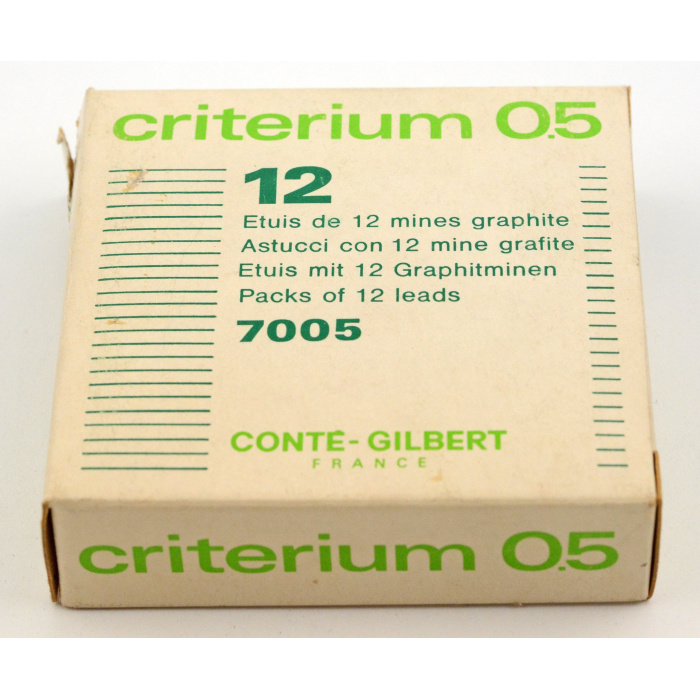 criterium 0.5
12
Etuis de 12 mines graphite
Astucci con 12 mine grafite
Etuis mit 12 Graphitminen
Packs of 12 leads
7005
CONTÉ-GILBERT
FRANCE
criterium 0.5